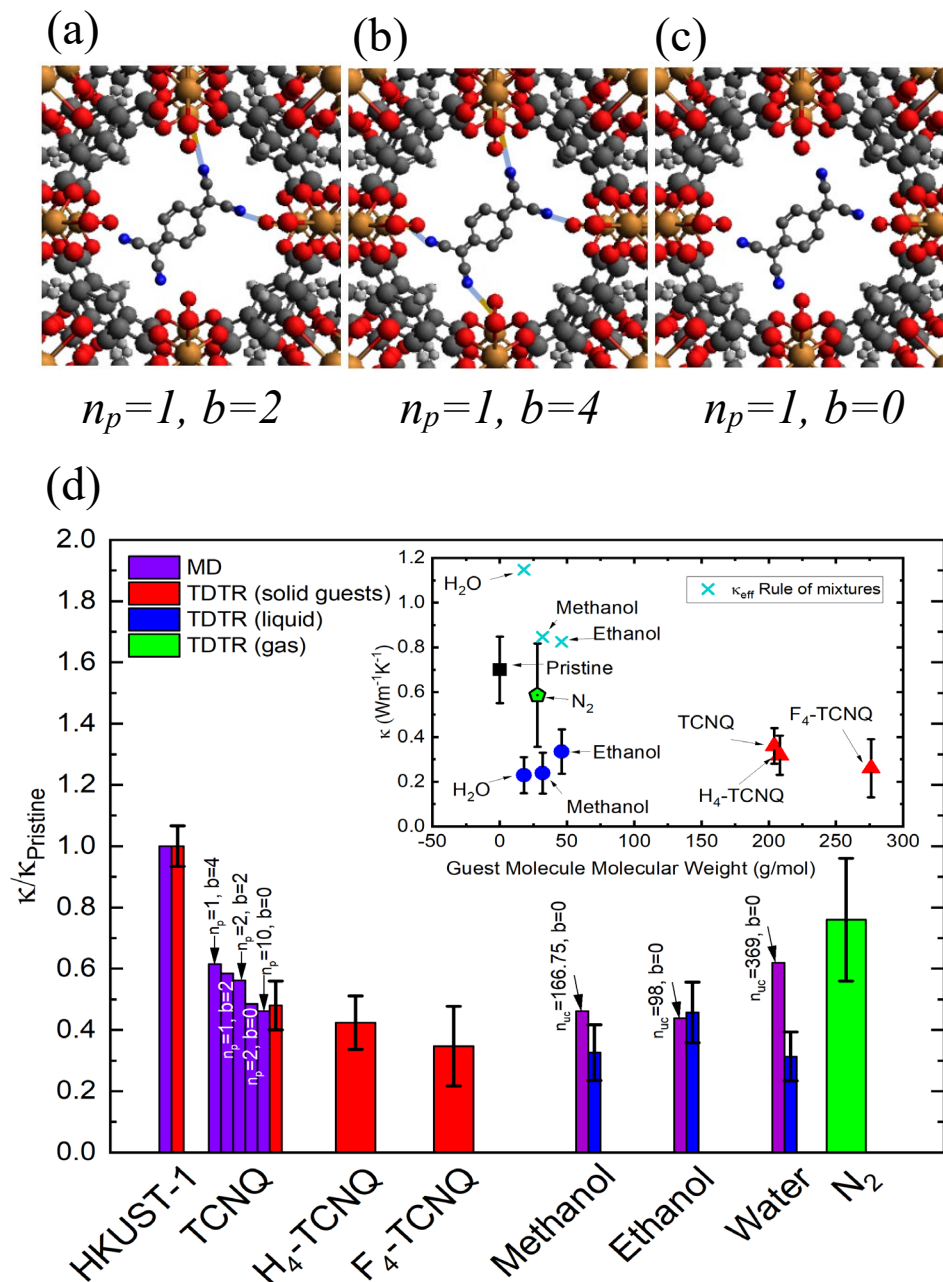 (a)
(b)
(c)
n_p=1, b=2
n_p=1, b=4
n_p=1, b=0
(d)
κ/κ_Pristine
2.0
1.8
1.6
1.4
1.2
1.0
0.8
0.6
0.4
0.2
0.0
MD
TDTR (solid guests)
TDTR (liquid)
TDTR (gas)
κ (Wm⁻¹K⁻¹)
1.2
1.0
0.8
0.6
0.4
0.2
0.0
H₂O
κ_eff Rule of mixtures
Methanol
Ethanol
Pristine
N₂
Ethanol
H₂O
Methanol
TCNQ
F₄-TCNQ
H₄-TCNQ
-50
0
50
100
150
200
250
300
Guest Molecule Molecular Weight (g/mol)
n_p=1, b=4
n_p=1, b=2
n_p=2, b=2
n_p=2, b=0
n_p=10, b=0
n_uc=166.75, b=0
n_uc=98, b=0
n_uc=369, b=0
HKUST-1
TCNQ
H₄-TCNQ
F₄-TCNQ
Methanol
Ethanol
Water
N₂